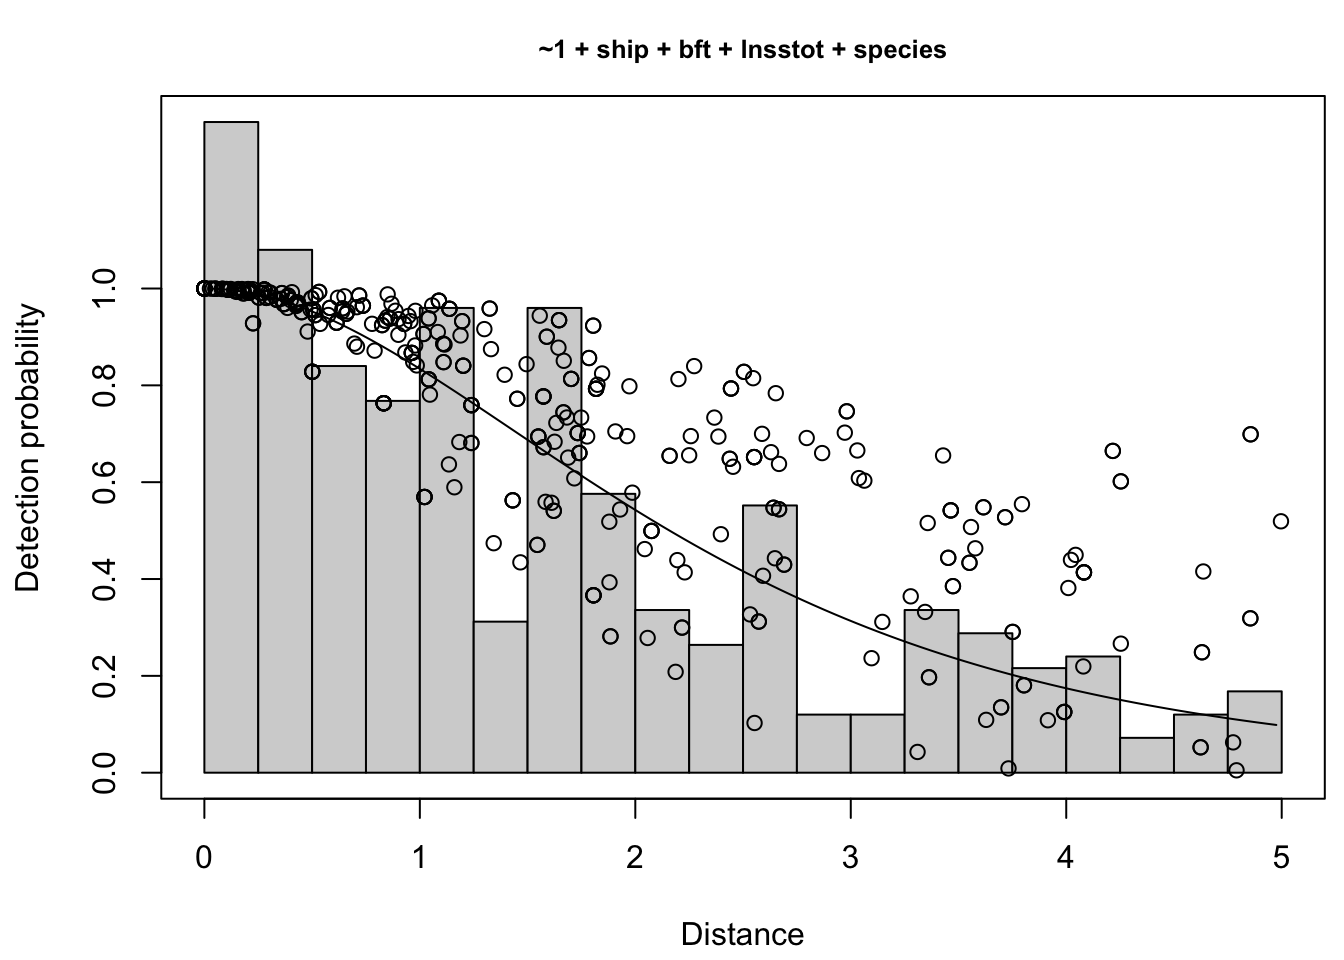 ~1 + ship + bft + lnsstot + species
Detection probability
1.0
0.8
0.6
0.4
0.2
0.0
0 1 2 3 4 5
Distance